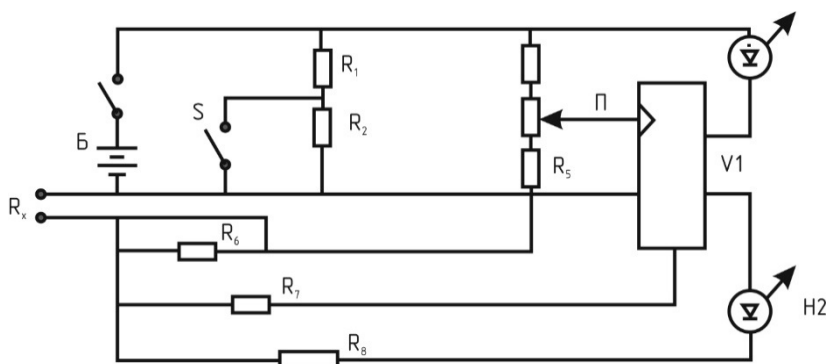 R₁
S
R₂
Б
П
R₅
V1
Rₓ
R₆
R₇
H2
R₈